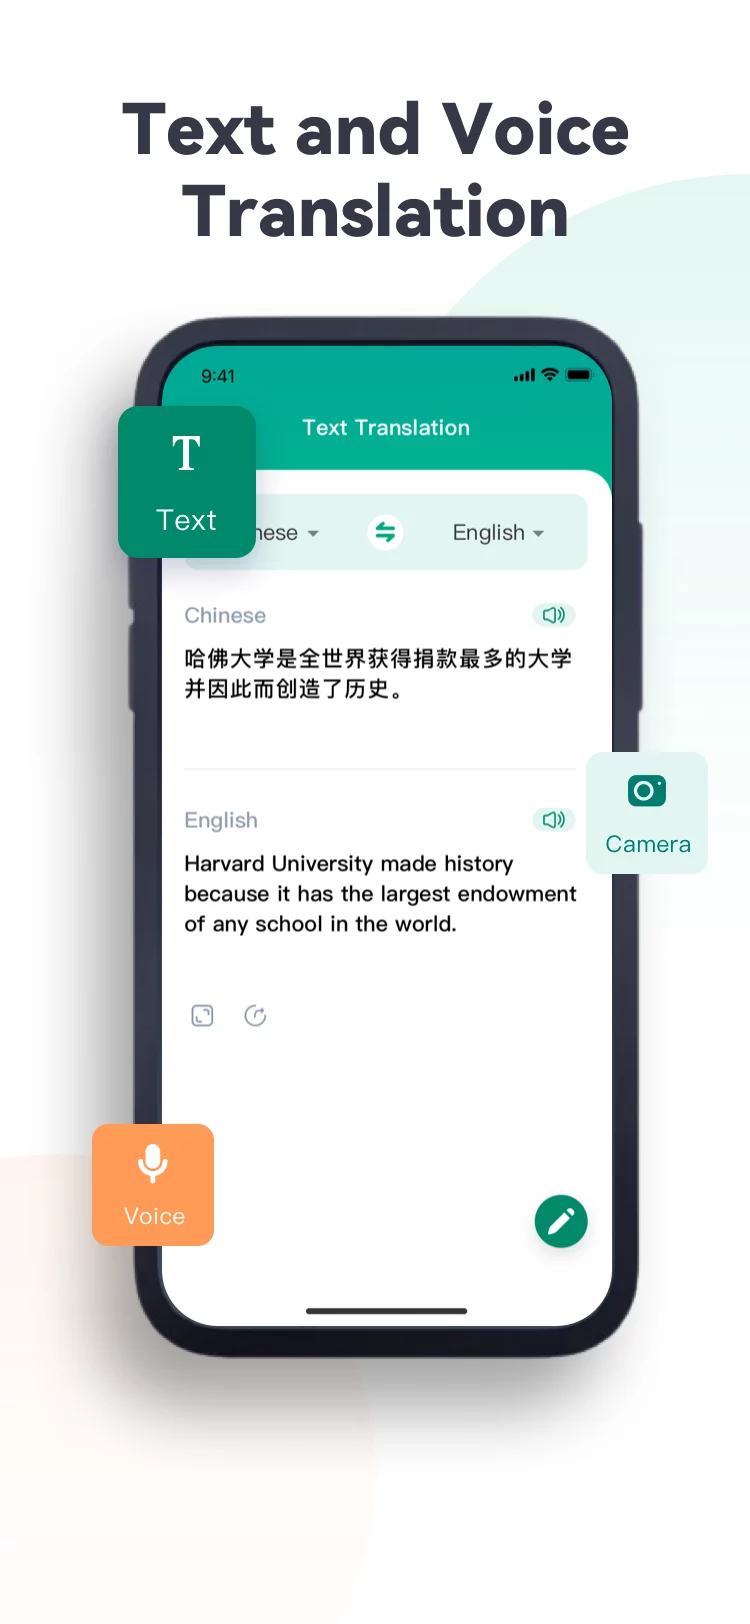 Text and Voice
Translation
9:41
Text Translation
T
Text
nese
English
Chinese
哈佛大学是全世界获得捐款最多的大学
并因此而创造了历史。
English
Harvard University made history
because it has the largest endowment
of any school in the world.
Camera
Voice